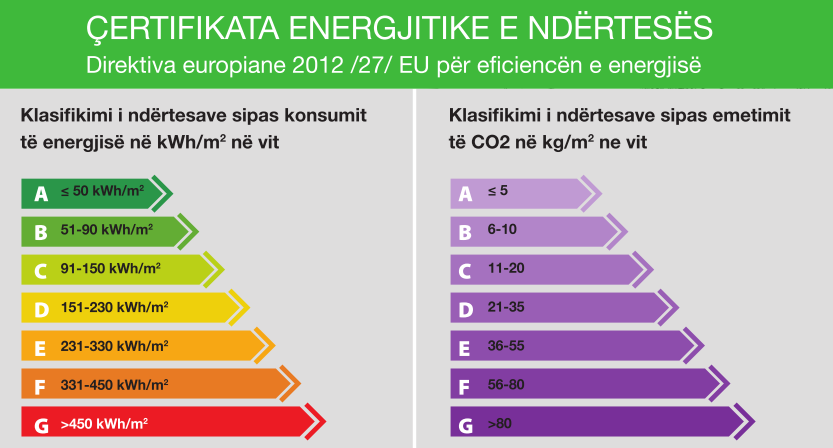 ÇERTIFIKATA ENERGJITIKE E NDËRTESËS
Direktiva europiane 2012 /27/ EU për eficiencën e energjisë
Klasifikimi i ndërtesave sipas konsumit
të energjisë në kWh/m² në vit
A ≤ 50 kWh/m²
B 51-90 kWh/m²
C 91-150 kWh/m²
D 151-230 kWh/m²
E 231-330 kWh/m²
F 331-450 kWh/m²
G >450 kWh/m²
Klasifikimi i ndërtesave sipas emetimit
të CO2 në kg/m² ne vit
A ≤ 5
B 6-10
C 11-20
D 21-35
E 36-55
F 56-80
G >80